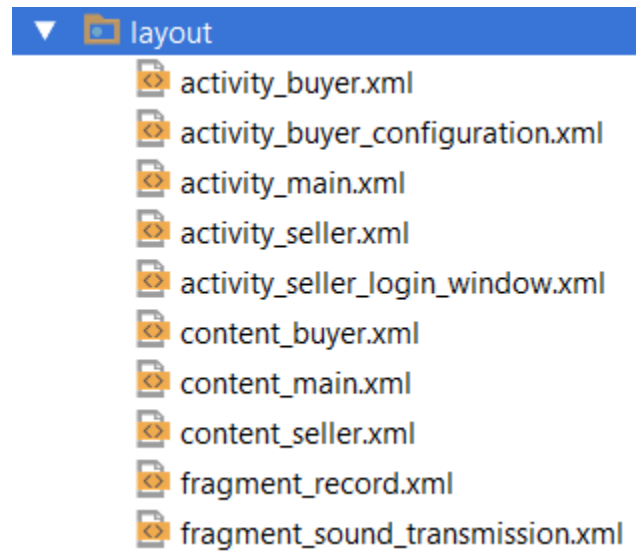 layout
activity_buyer.xml
activity_buyer_configuration.xml
activity_main.xml
activity_seller.xml
activity_seller_login_window.xml
content_buyer.xml
content_main.xml
content_seller.xml
fragment_record.xml
fragment_sound_transmission.xml